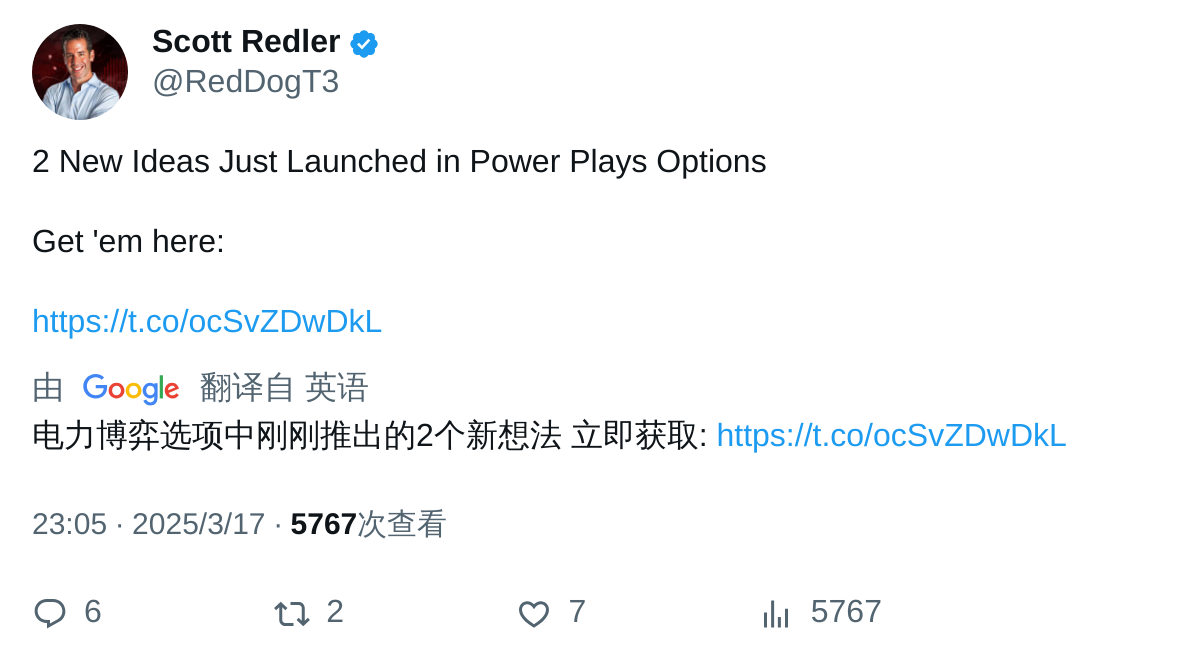 Scott Redler
@RedDogT3
2 New Ideas Just Launched in Power Plays Options
Get 'em here:
https://t.co/ocSvZDwDkL
由 Google 翻译自 英语
电力博弈选项中刚刚推出的2个新想法 立即获取: https://t.co/ocSvZDwDkL
23:05 · 2025/3/17 · 5767次查看
6 2 7 5767